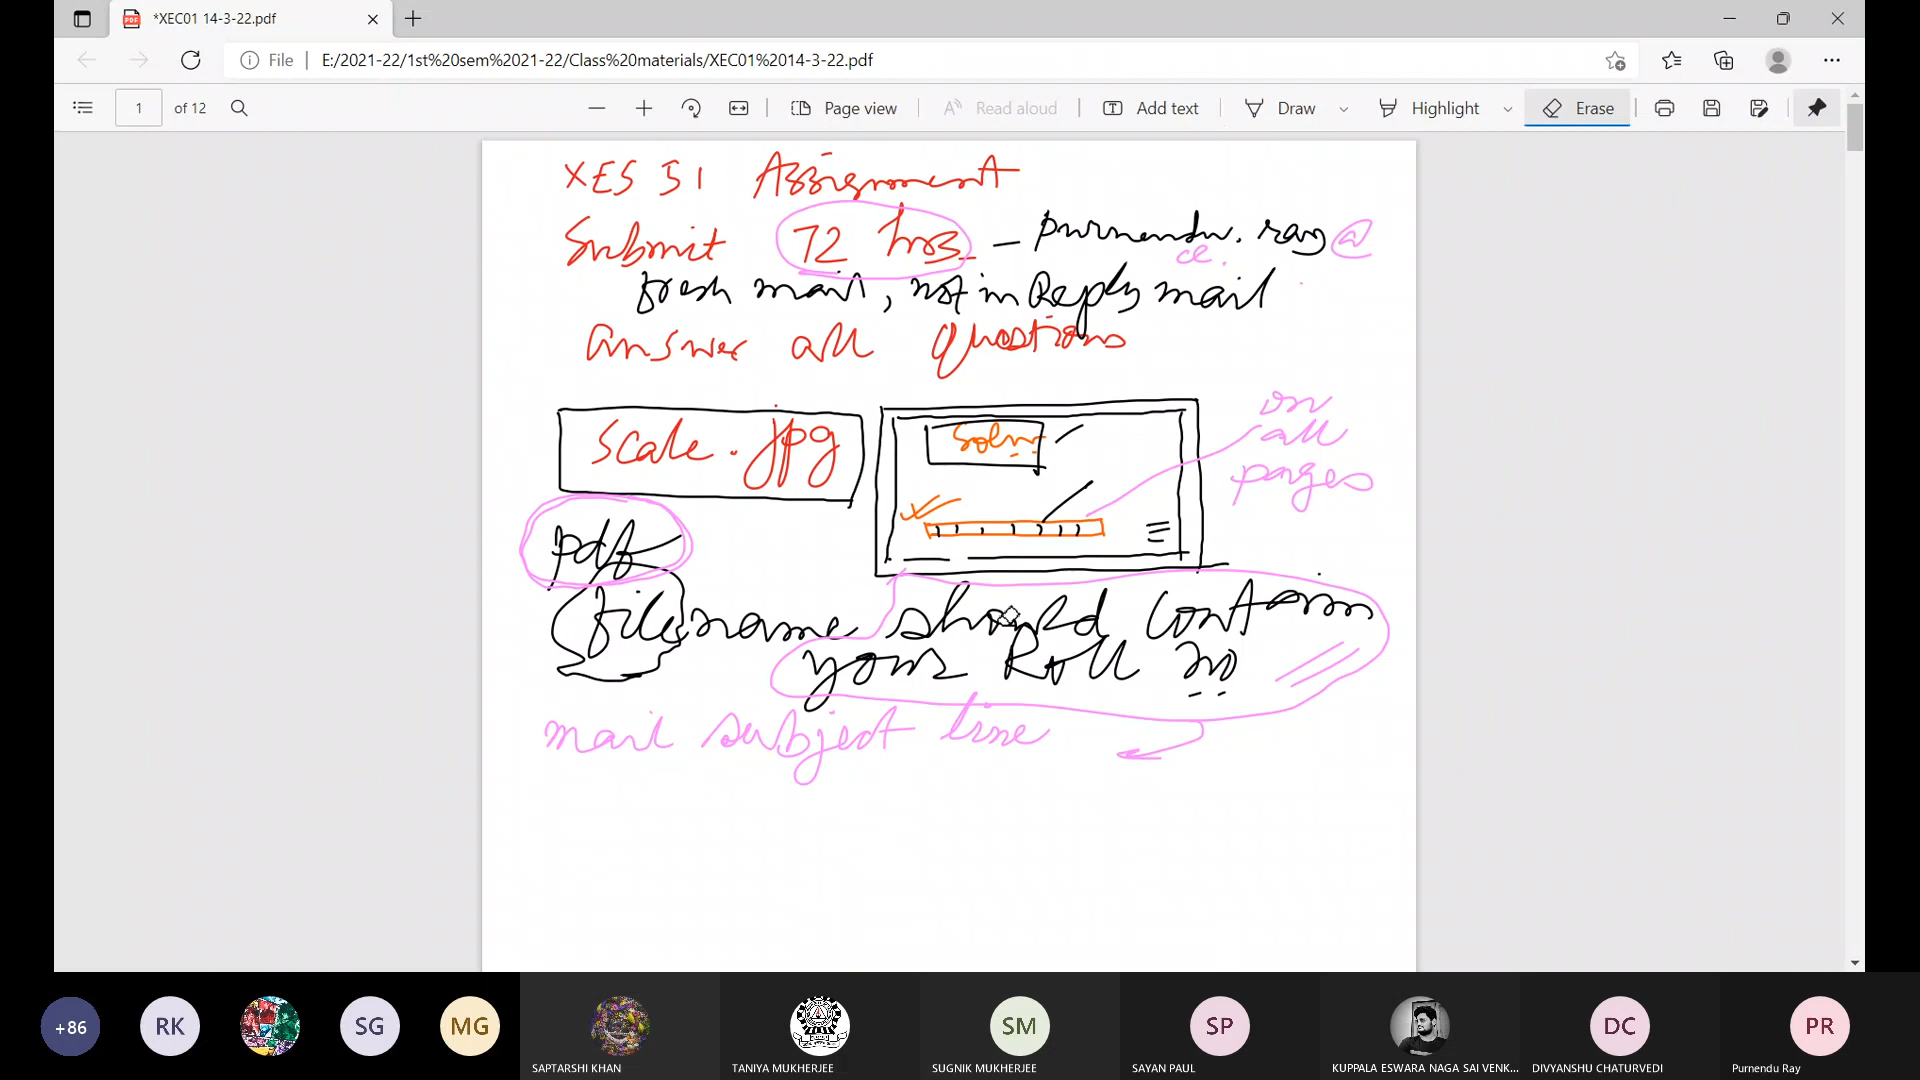 *XEC01 14-3-22.pdf
File E:/2021-22/1st%20sem%2021-22/Class%20materials/XEC01%2014-3-22.pdf
1 of 12 Page view Read aloud Add text Draw Highlight Erase
XES 51 Assignment
Submit 72 hrs - purnendu.ray@
ce.
fresh mail, not in Reply mail
Answer all questions
scale.jpg
Soln
on
all
pages
pdf
file name should contain
your Roll no
mail subject line
+86 RK SG MG SM SP DC PR
SAPTARSHI KHAN TANIYA MUKHERJEE SUGNIK MUKHERJEE SAYAN PAUL KUPPALA ESWARA NAGA SAI VENK... DIVYANSHU CHATURVEDI Purnendu Ray